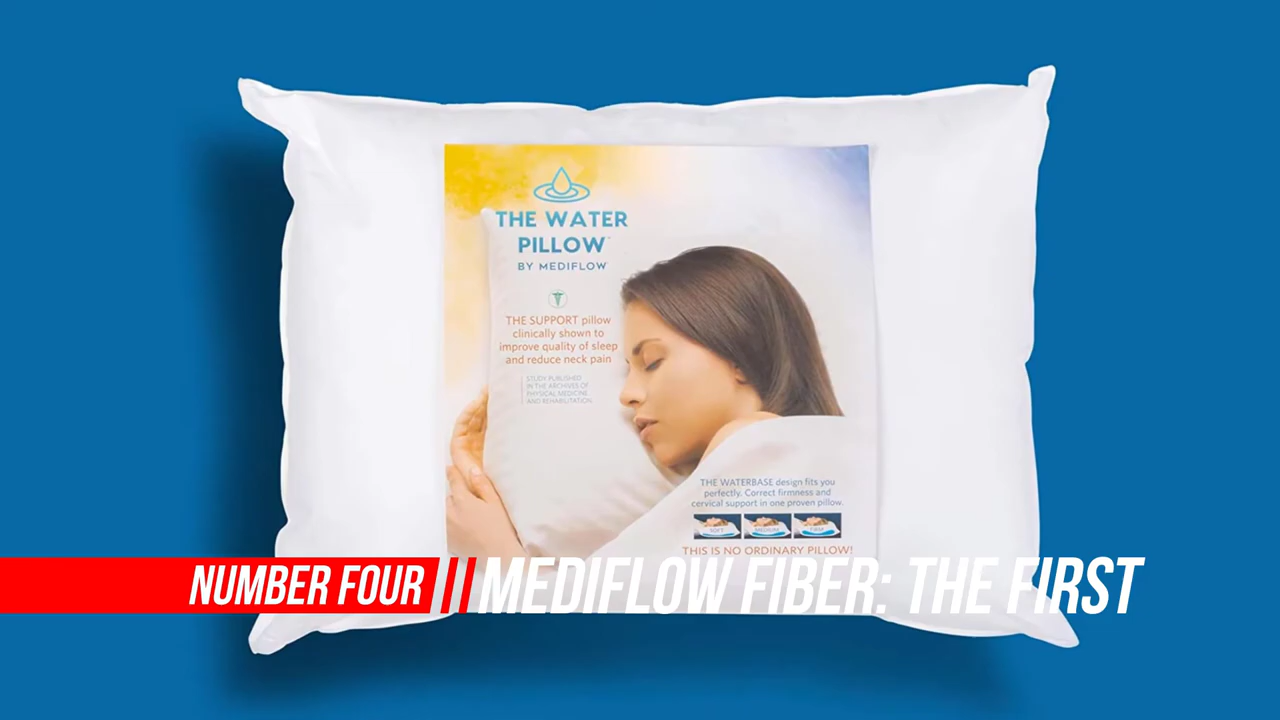 THE WATER
PILLOW
BY MEDIFLOW
THE SUPPORT pillow
clinically shown to
improve quality of sleep
and reduce neck pain
STUDY PUBLISHED
IN THE ARCHIVES OF
PHYSICAL MEDICINE
AND REHABILITATION.
THE WATERBASE design fits you
perfectly. Correct firmness and
cervical support in one proven pillow.
SOFT MEDIUM FIRM
THIS IS NO ORDINARY PILLOW!
NUMBER FOUR // MEDIFLOW FIBER: THE FIRST